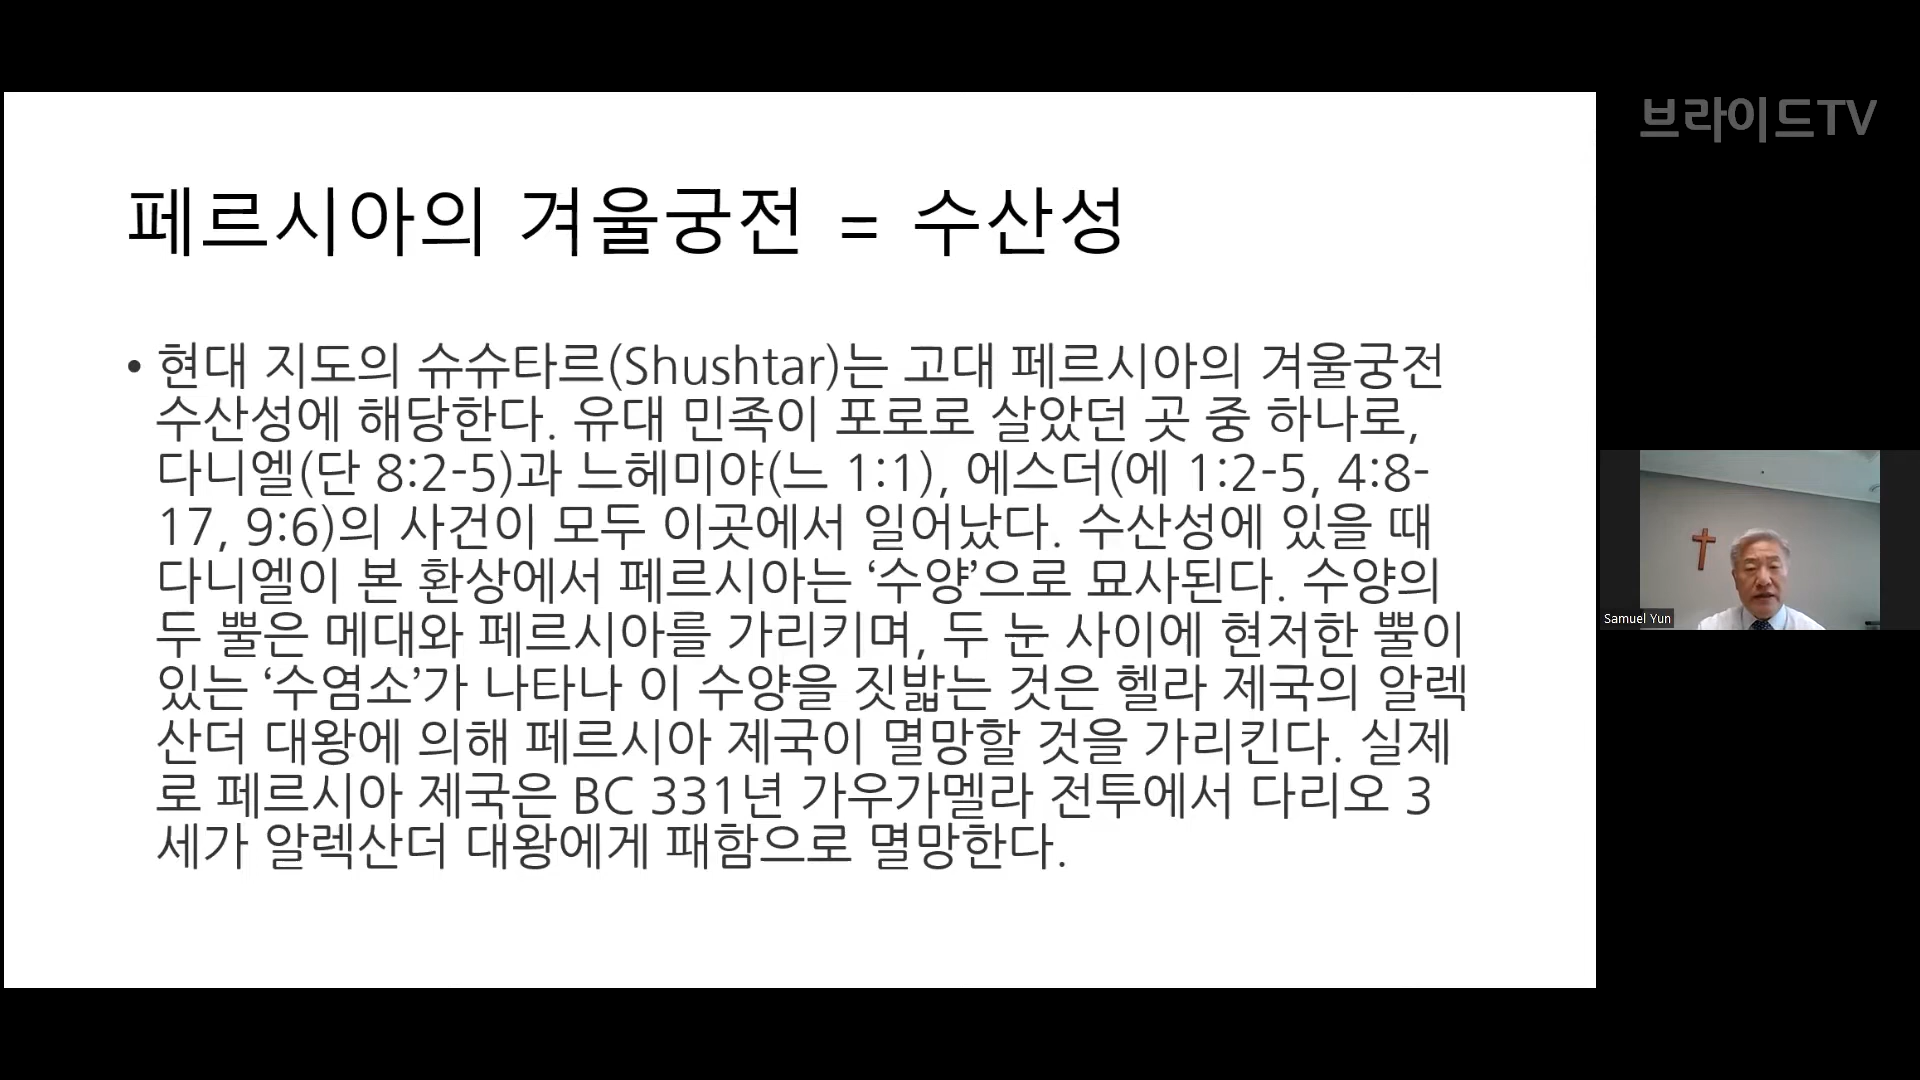 브라이드TV
페르시아의 겨울궁전 = 수산성
• 현대 지도의 슈슈타르(Shushtar)는 고대 페르시아의 겨울궁전
수산성에 해당한다. 유대 민족이 포로로 살았던 곳 중 하나로,
다니엘(단 8:2-5)과 느헤미야(느 1:1), 에스더(에 1:2-5, 4:8-
17, 9:6)의 사건이 모두 이곳에서 일어났다. 수산성에 있을 때
다니엘이 본 환상에서 페르시아는 ‘수양’으로 묘사된다. 수양의
두 뿔은 메대와 페르시아를 가리키며, 두 눈 사이에 현저한 뿔이
있는 ‘수염소’가 나타나 이 수양을 짓밟는 것은 헬라 제국의 알렉
산더 대왕에 의해 페르시아 제국이 멸망할 것을 가리킨다. 실제
로 페르시아 제국은 BC 331년 가우가멜라 전투에서 다리오 3
세가 알렉산더 대왕에게 패함으로 멸망한다.
Samuel Yun